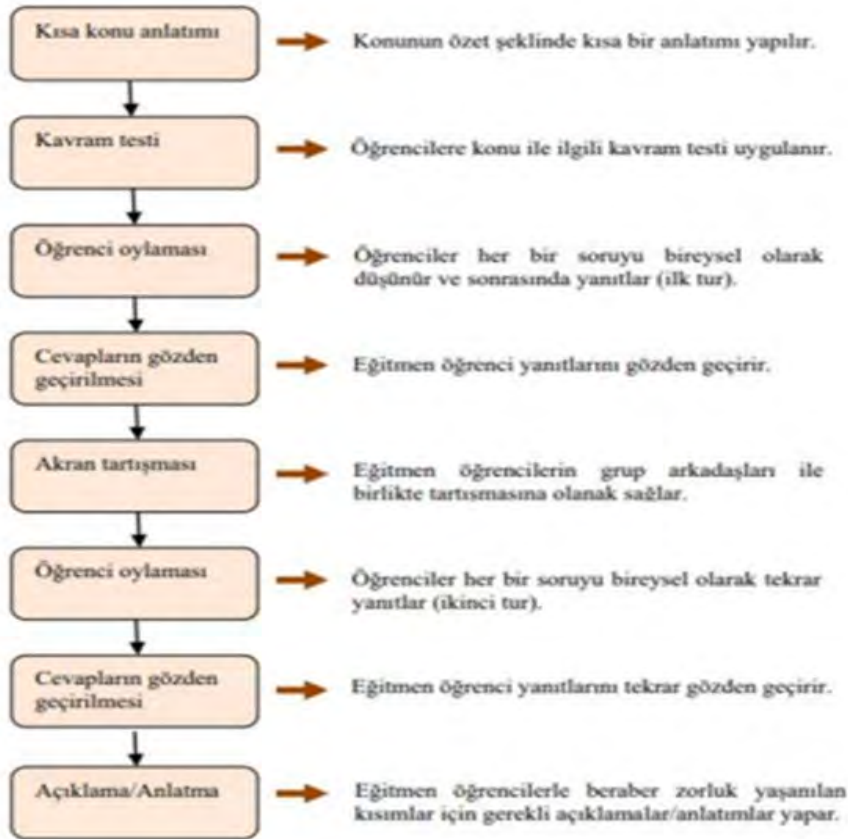 Kısa konu anlatımı
Konunun özet şeklinde kısa bir anlatımı yapılır.
Kavram testi
Öğrencilere konu ile ilgili kavram testi uygulanır.
Öğrenci oylaması
Öğrenciler her bir soruyu bireysel olarak
düşünür ve sonrasında yanıtlar (ilk tur).
Cevapların gözden
geçirilmesi
Eğitmen öğrenci yanıtlarını gözden geçirir.
Akran tartışması
Eğitmen öğrencilerin grup arkadaşları ile
birlikte tartışmasına olanak sağlar.
Öğrenci oylaması
Öğrenciler her bir soruyu bireysel olarak tekrar
yanıtlar (ikinci tur).
Cevapların gözden
geçirilmesi
Eğitmen öğrenci yanıtlarını tekrar gözden geçirir.
Açıklama/Anlatma
Eğitmen öğrencilerle beraber zorluk yaşanılan
kısımlar için gerekli açıklamalar/anlatımlar yapar.